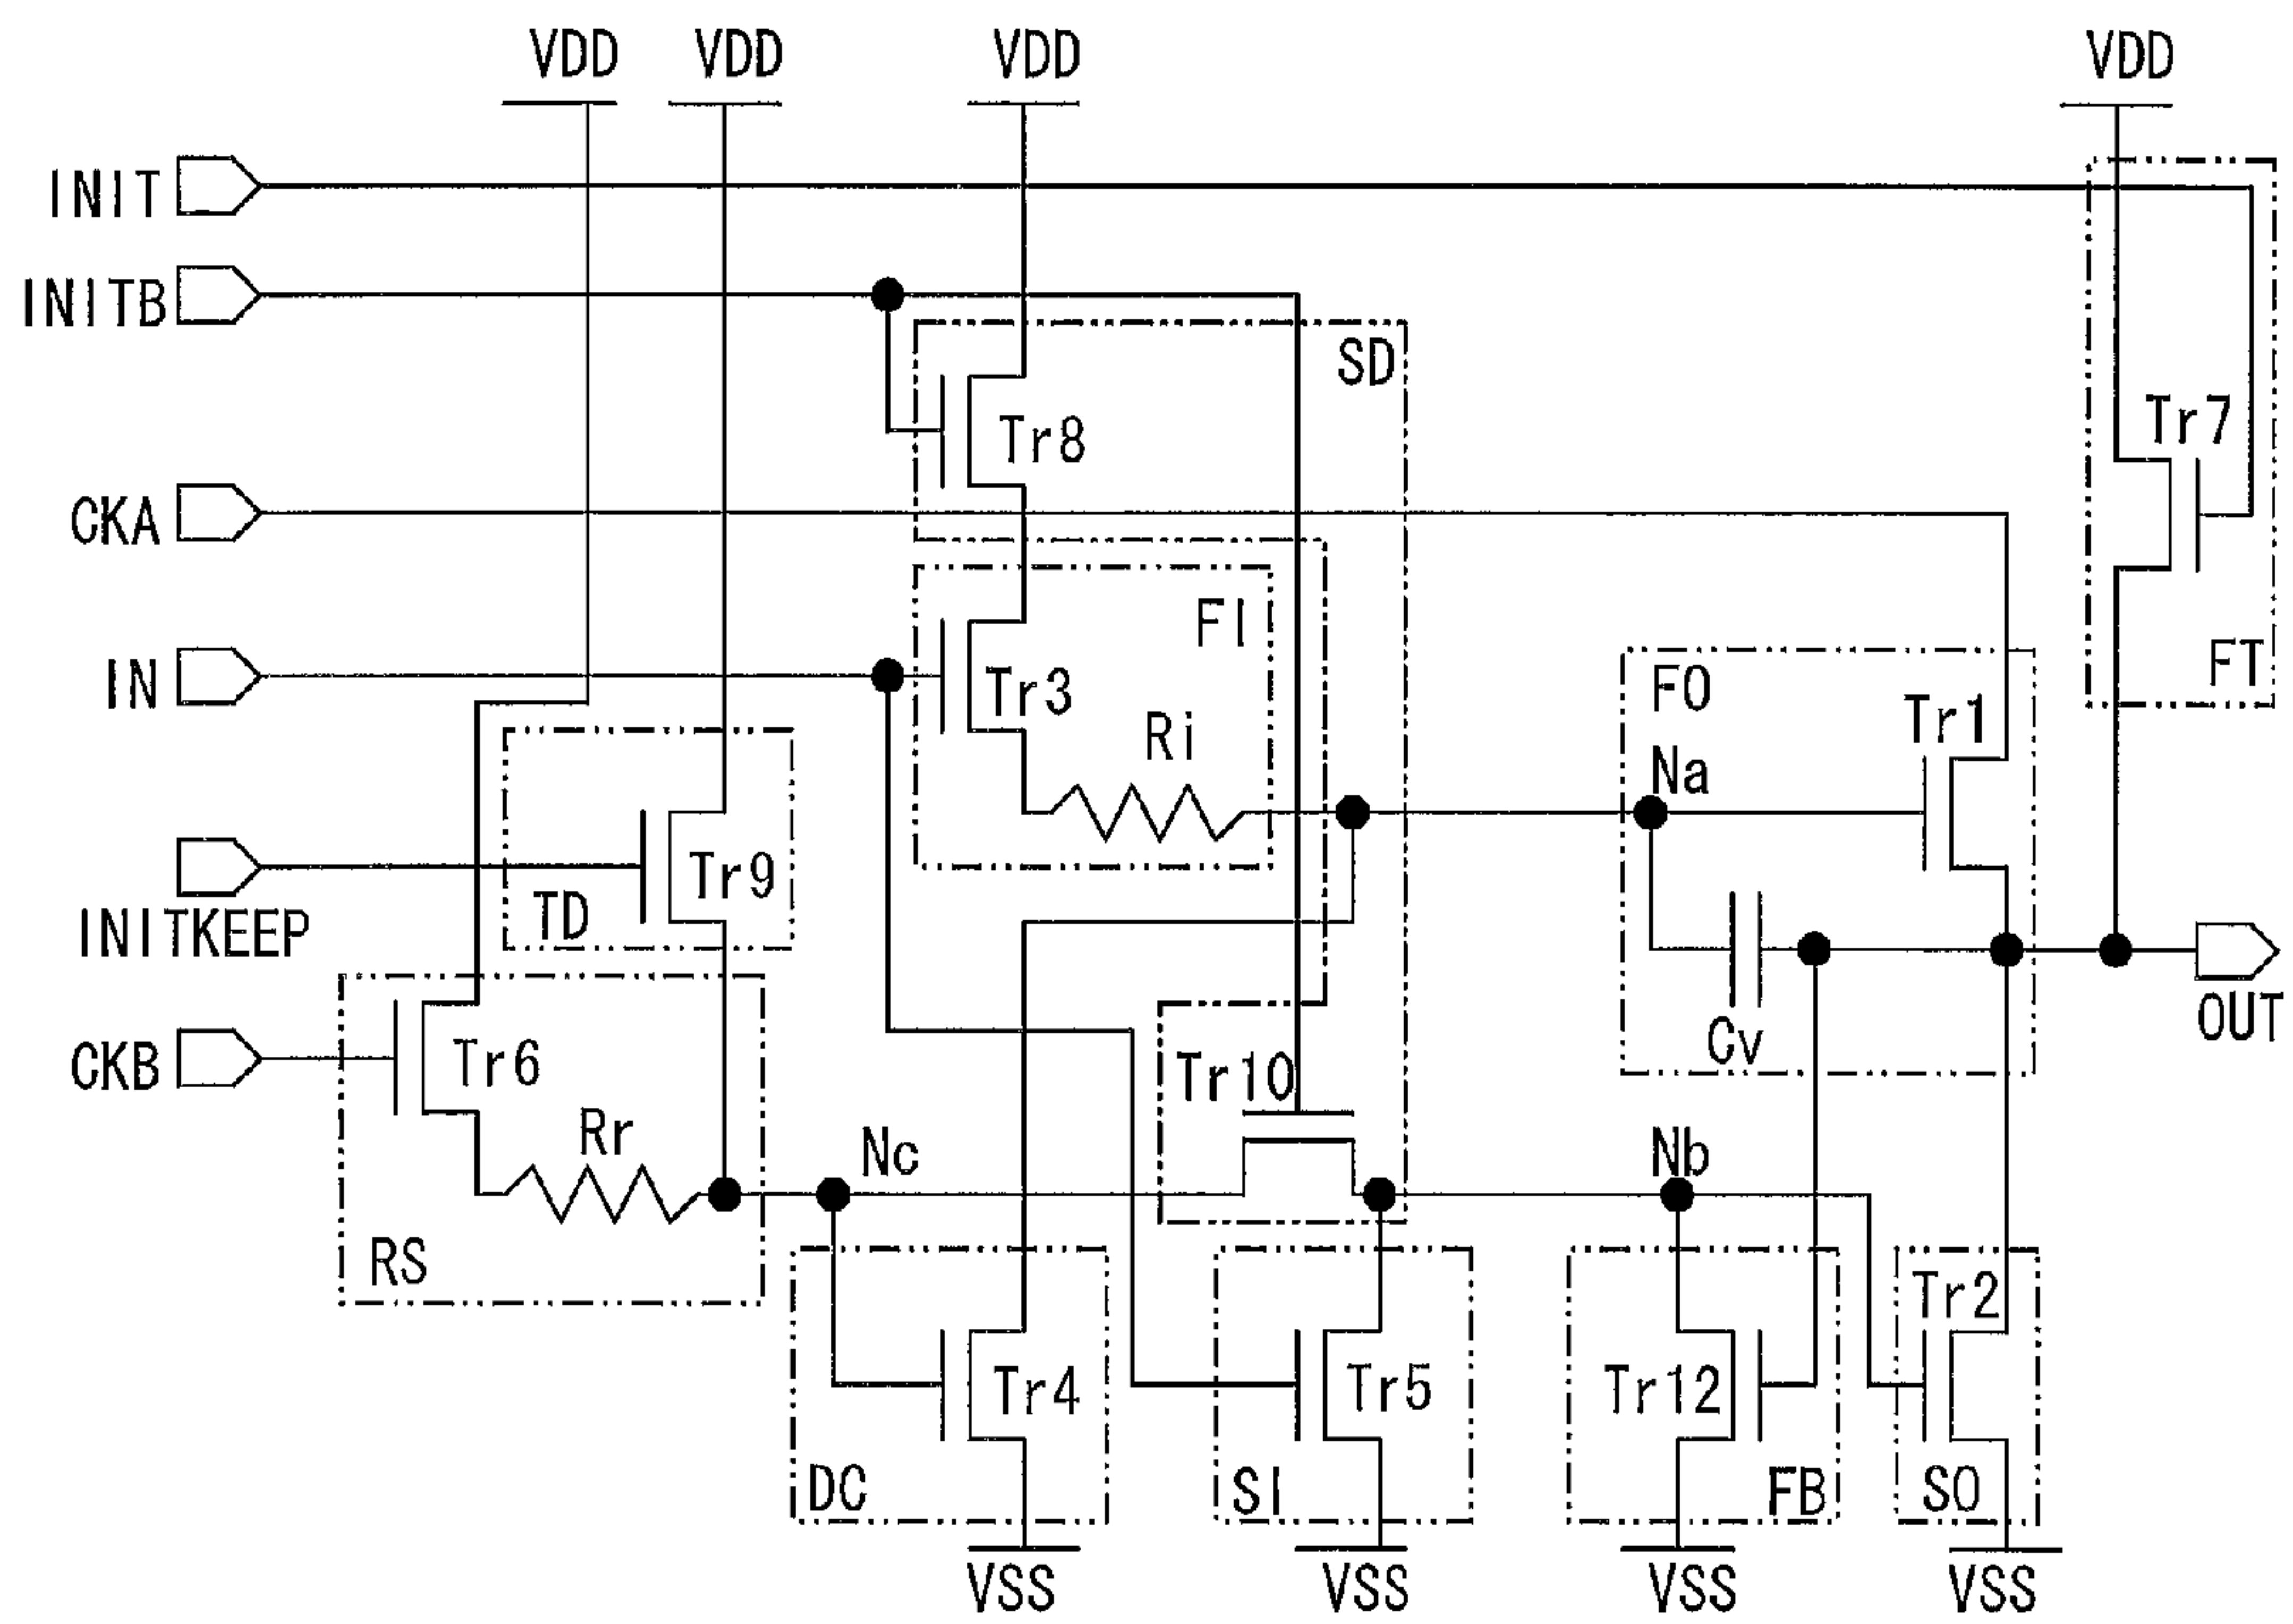 VDD
VDD
VDD
VDD
INIT
INITB
SD
Tr8
Tr7
CKA
IN
FI
Tr3
Ri
FO
Tr1
FT
Na
Tr9
TD
INITKEEP
Cv
OUT
CKB
Tr6
Tr10
Rr
Nc
Nb
RS
Tr2
Tr4
Tr5
Tr12
DC
SI
FB
SO
VSS
VSS
VSS
VSS